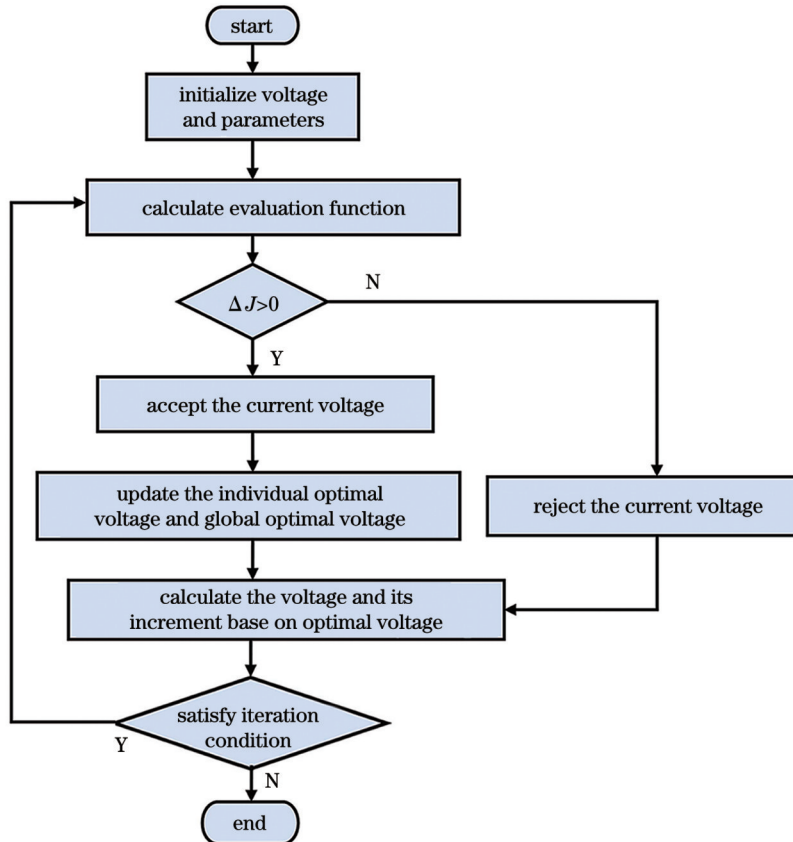 start
initialize voltage
and parameters
calculate evaluation function
N
ΔJ>0
Y
accept the current voltage
update the individual optimal
voltage and global optimal voltage
reject the current voltage
calculate the voltage and its
increment base on optimal voltage
satisfy iteration
condition
Y
N
end